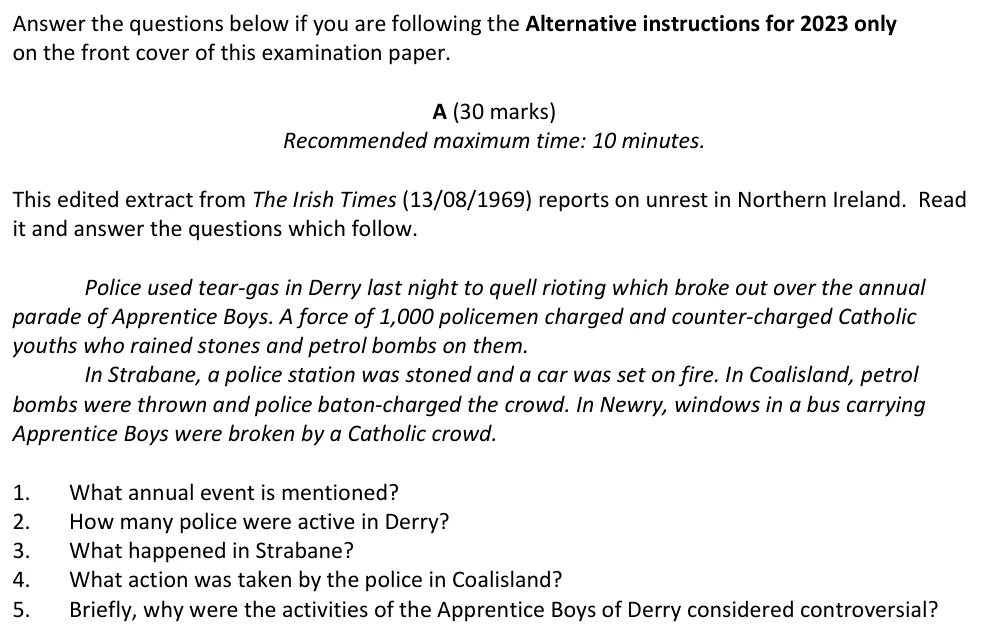 Answer the questions below if you are following the Alternative instructions for 2023 only
on the front cover of this examination paper.
A (30 marks)
Recommended maximum time: 10 minutes.
This edited extract from The Irish Times (13/08/1969) reports on unrest in Northern Ireland. Read
it and answer the questions which follow.
Police used tear-gas in Derry last night to quell rioting which broke out over the annual
parade of Apprentice Boys. A force of 1,000 policemen charged and counter-charged Catholic
youths who rained stones and petrol bombs on them.
In Strabane, a police station was stoned and a car was set on fire. In Coalisland, petrol
bombs were thrown and police baton-charged the crowd. In Newry, windows in a bus carrying
Apprentice Boys were broken by a Catholic crowd.
1. What annual event is mentioned?
2. How many police were active in Derry?
3. What happened in Strabane?
4. What action was taken by the police in Coalisland?
5. Briefly, why were the activities of the Apprentice Boys of Derry considered controversial?